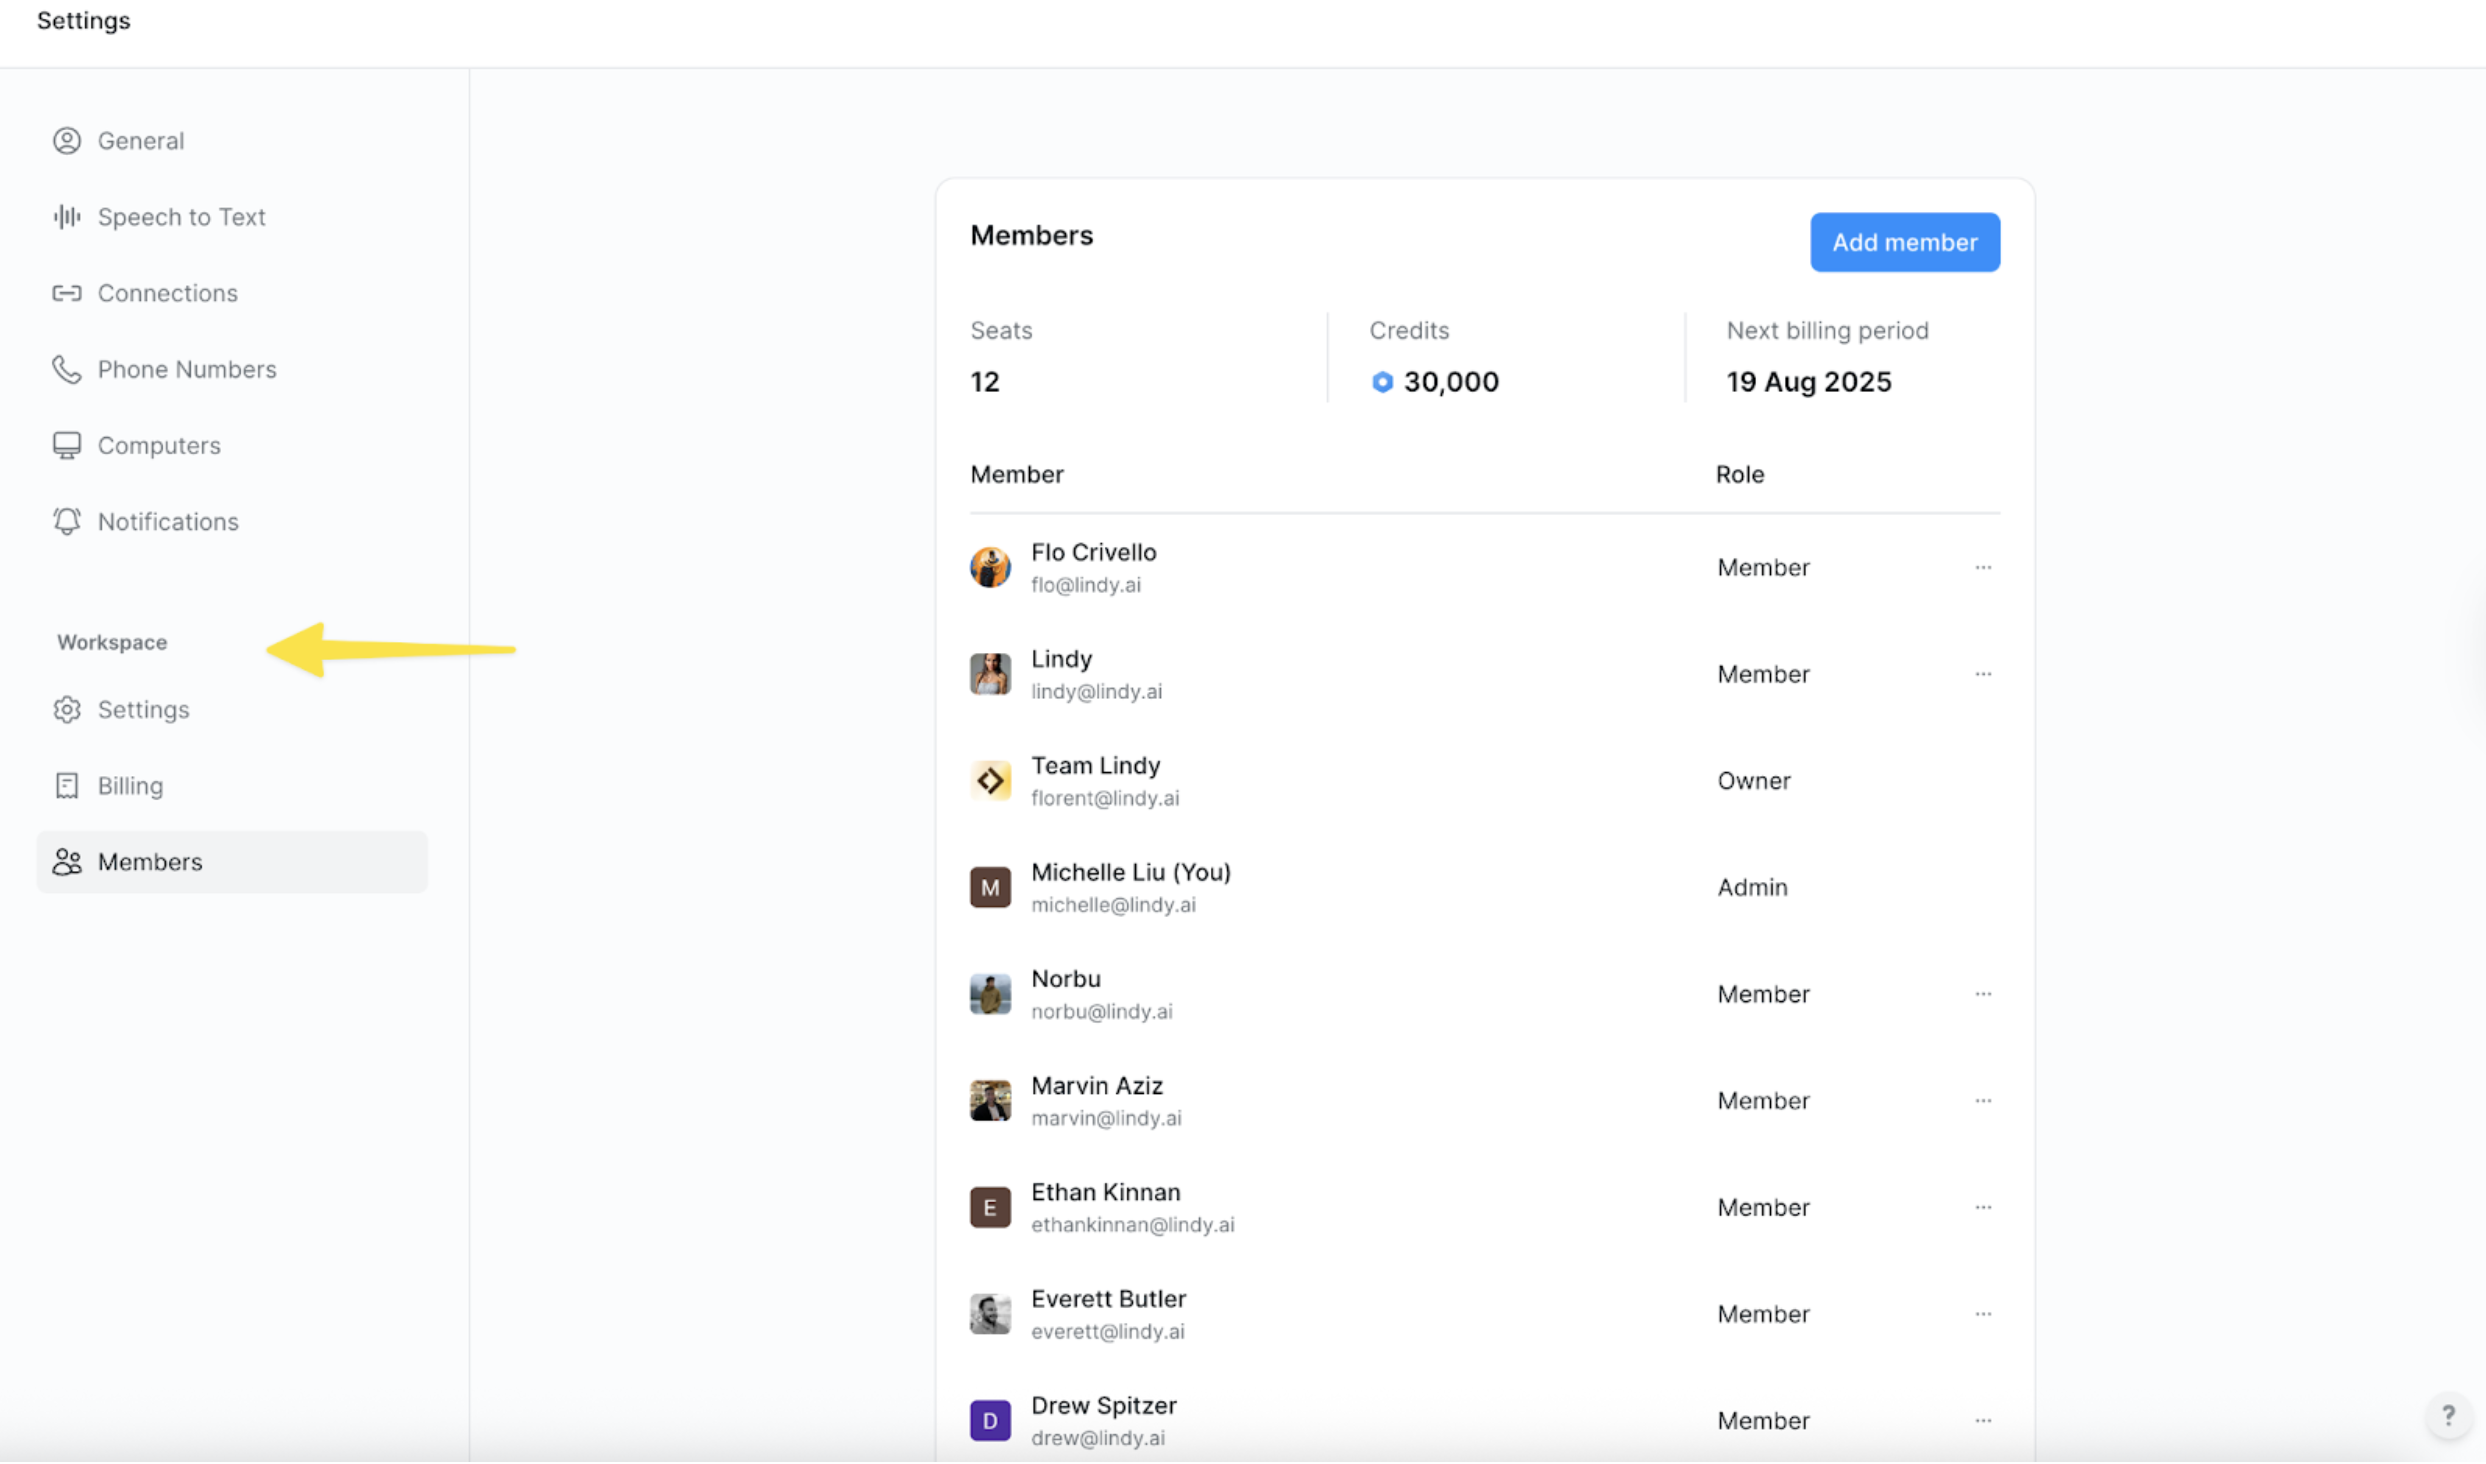 Settings
General
Speech to Text
Connections
Phone Numbers
Computers
Notifications
Workspace
Settings
Billing
Members
Members
Add member
Seats
Credits
Next billing period
12
30,000
19 Aug 2025
Member
Role
Flo Crivello
flo@lindy.ai
Member
Lindy
lindy@lindy.ai
Member
Team Lindy
florent@lindy.ai
Owner
M
Michelle Liu (You)
michelle@lindy.ai
Admin
Norbu
norbu@lindy.ai
Member
Marvin Aziz
marvin@lindy.ai
Member
E
Ethan Kinnan
ethankinnan@lindy.ai
Member
Everett Butler
everett@lindy.ai
Member
D
Drew Spitzer
drew@lindy.ai
Member
?